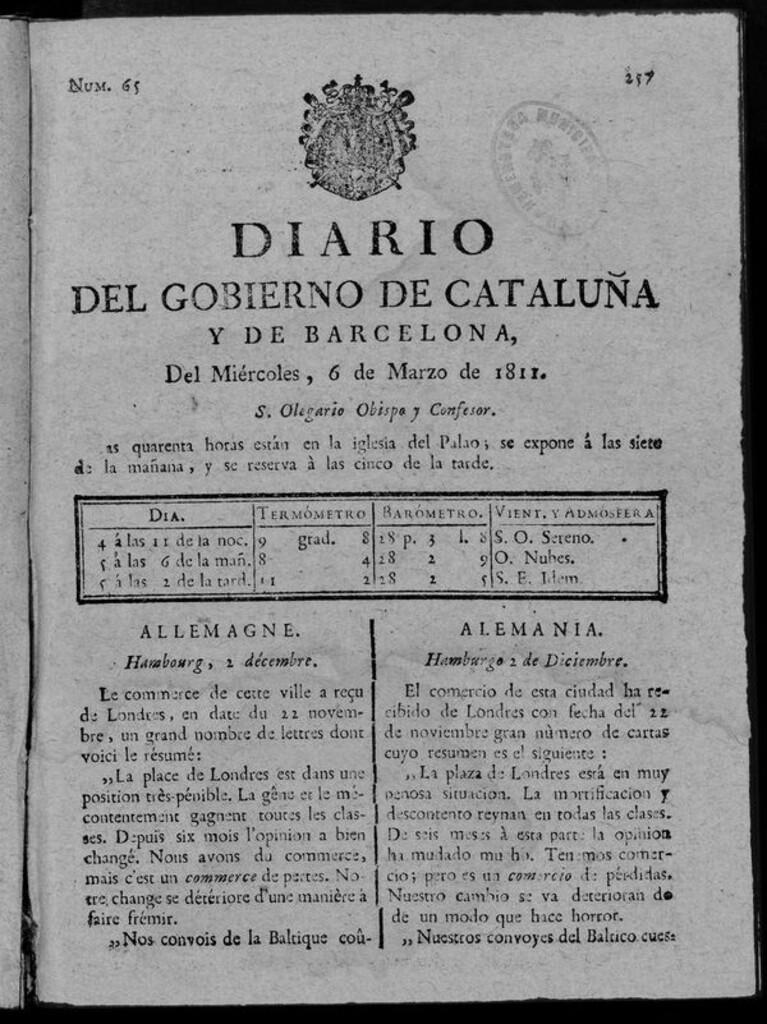 NUM. 65
257
DIARIO
DEL GOBIERNO DE CATALUÑA
Y DE BARCELONA,
Del Miércoles, 6 de Marzo de 1811.
S. Olegario Obispo y Confesor.
as quarenta horas están en la iglesia del Palao; se expone á las siete
de la mañana, y se reserva à las cinco de la tarde.
DIA. TERMÓMETRO BARÓMETRO. VIENT. Y ADMÓSFERA
4 á las 11 de la noc. 9 grad. 8 28 p. 3 l. 8 S. O. Sereno.
5 á las 6 de la mañ. 8 4 28 2 9 O. Nubes.
5 á las 2 de la tard. 11 2 28 2 5 S. E. Idem.
ALLEMAGNE.
Hambourg, 2 décembre.
Le commerce de cette ville a reçu
de Londres, en date du 22 novem-
bre, un grand nombre de lettres dont
voici le résumé:
„La place de Londres est dans une
position très-pénible. La gêne et le mé-
contentement gagnent toutes les clas-
ses. Depuis six mois l'opinion a bien
changé. Nous avons du commerce,
mais c'est un commerce de pertes. No-
tre change se détériore d'une manière à
faire frémir.
„Nos convois de la Baltique coû-
ALEMANIA.
Hamburgo 2 de Diciembre.
El comercio de esta ciudad ha re-
cibido de Londres con fecha del 22
de noviembre gran número de cartas
cuyo resumen es el siguiente :
„La plaza de Londres está en muy
penosa situacion. La mortificacion y
descontento reynan en todas las clases.
De seis meses à esta parte la opinion
ha mudado mu ho. Tenemos comer-
cio; pero es un comercio de pérdidas.
Nuestro cambio se va deterioran do
de un modo que hace horror.
„Nuestros convoyes del Baltico cues-